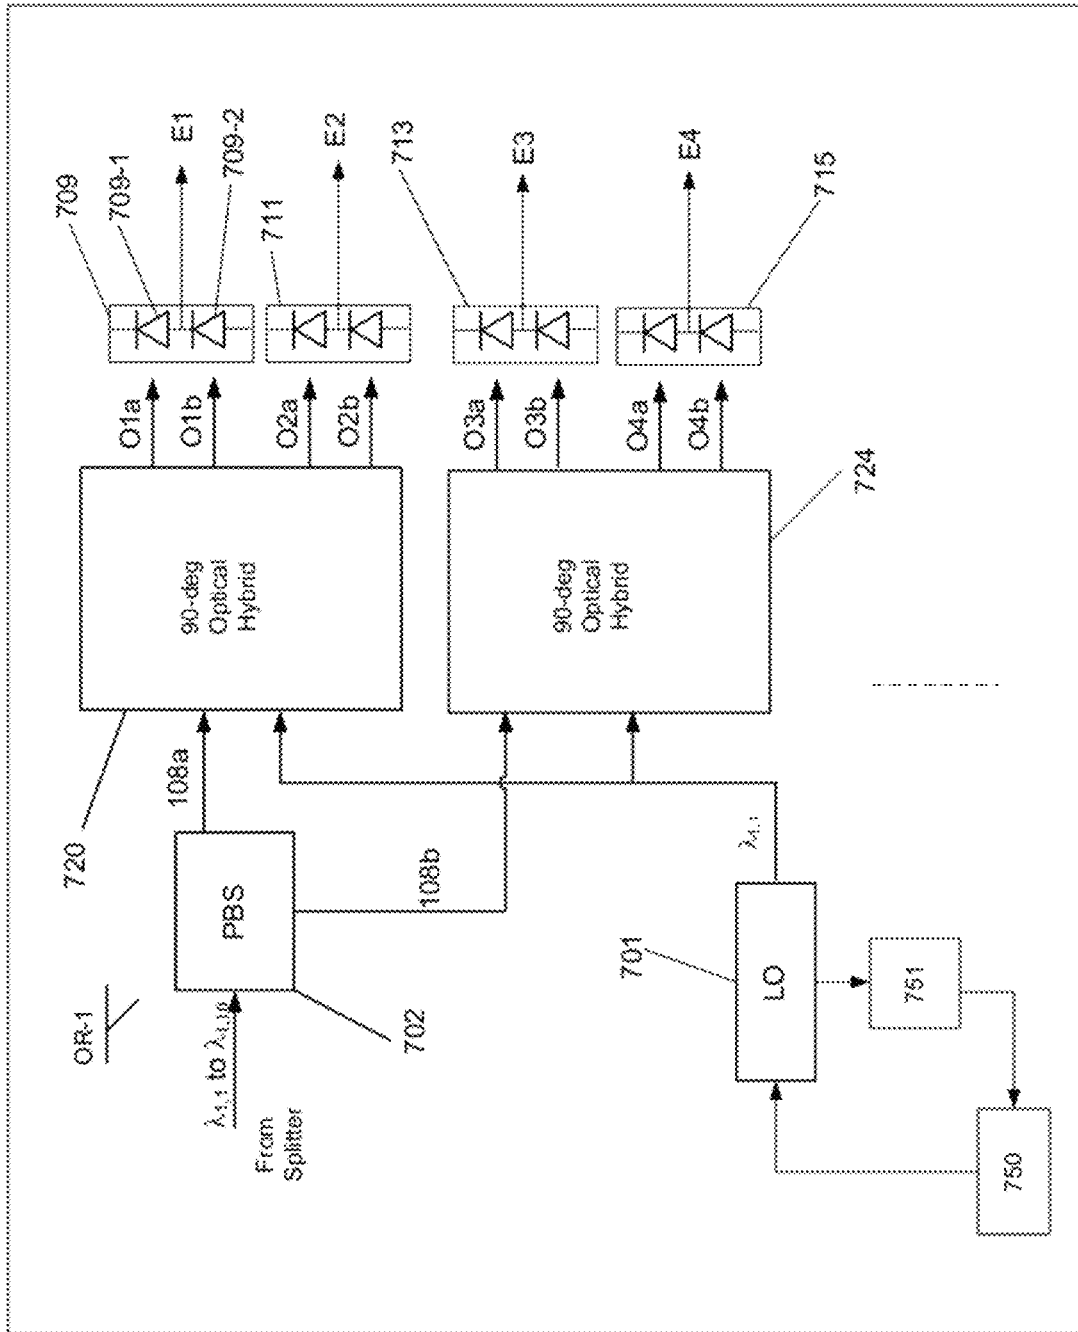 OR-1
λ1,1 to λ1,10
From
Splitter
PBS
702
720
108a
108b
90-deg
Optical
Hybrid
O1a
O1b
O2a
O2b
709
709-1
E1
709-2
711
E2
90-deg
Optical
Hybrid
724
O3a
O3b
O4a
O4b
713
E3
E4
715
701
LO
λ1,1
751
750